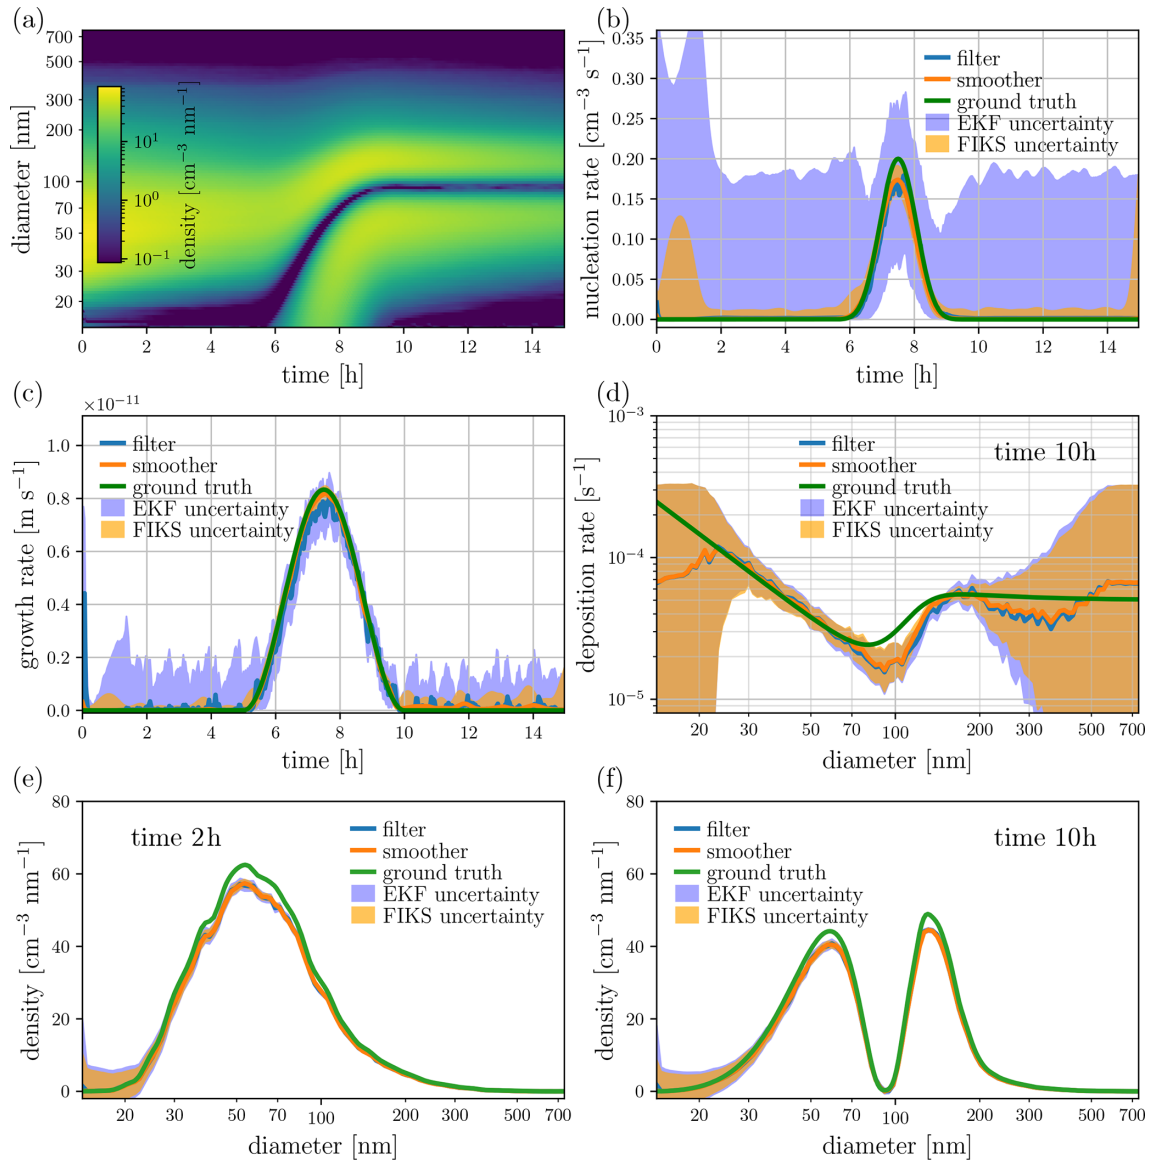 (a)
700
500
300
200
100
70
50
30
20
diameter [nm]
10¹
10⁰
10⁻¹
density [cm⁻³ nm⁻¹]
0 2 4 6 8 10 12 14
time [h]
(b)
0.35
0.30
0.25
0.20
0.15
0.10
0.05
0.00
nucleation rate [cm⁻³ s⁻¹]
filter
smoother
ground truth
EKF uncertainty
FIKS uncertainty
0 2 4 6 8 10 12 14
time [h]
(c)
×10⁻¹¹
1.0
0.8
0.6
0.4
0.2
0.0
growth rate [m s⁻¹]
filter
smoother
ground truth
EKF uncertainty
FIKS uncertainty
0 2 4 6 8 10 12 14
time [h]
(d)
10⁻³
10⁻⁴
10⁻⁵
deposition rate [s⁻¹]
filter
smoother
ground truth
EKF uncertainty
FIKS uncertainty
time 10h
20 30 50 70 100 200 300 500 700
diameter [nm]
(e)
80
60
40
20
0
density [cm⁻³ nm⁻¹]
time 2h
filter
smoother
ground truth
EKF uncertainty
FIKS uncertainty
20 30 50 70 100 200 300 500 700
diameter [nm]
(f)
80
60
40
20
0
density [cm⁻³ nm⁻¹]
filter
smoother
ground truth
EKF uncertainty
FIKS uncertainty
time 10h
20 30 50 70 100 200 300 500 700
diameter [nm]